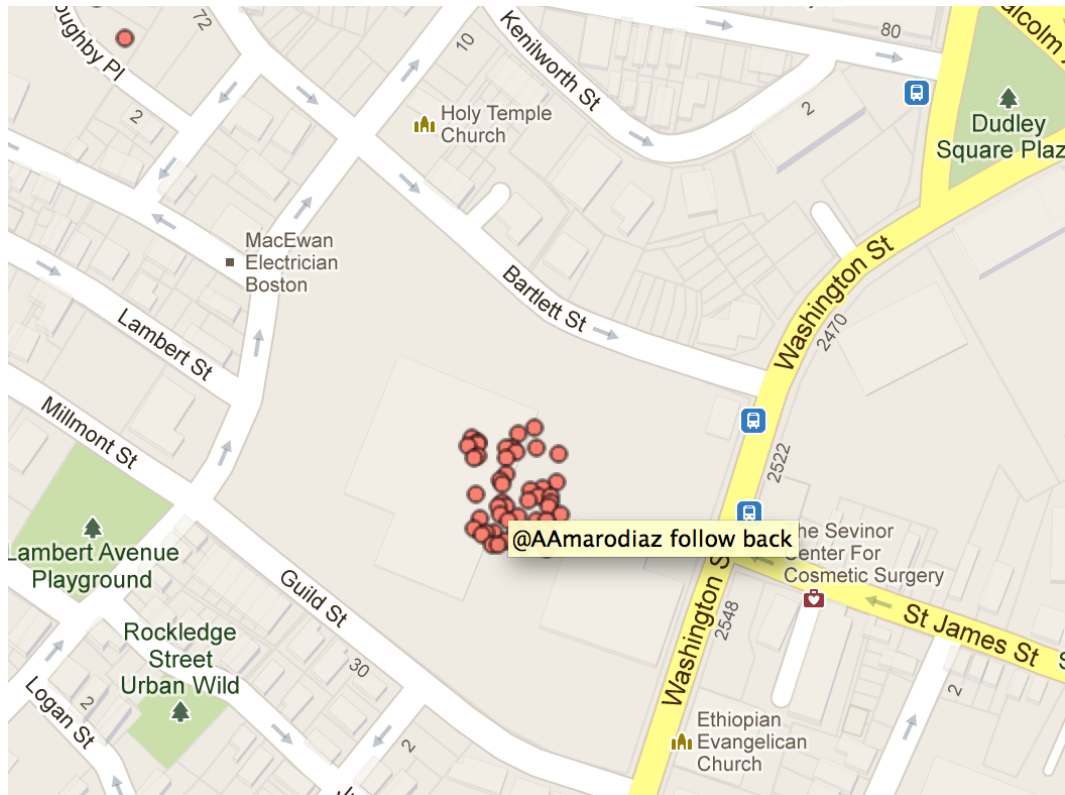 oughby Pl
72
2
10
Kenilworth St
80
2
alcolm
Holy Temple
Church
Dudley
Square Plaz
MacEwan
Electrician
Boston
Bartlett St
Washington St
2470
Lambert St
Millmont St
2522
@AAmarodiaz follow back
he Sevinor
Center For
Cosmetic Surgery
Lambert Avenue
Playground
Guild St
Washington S
2548
St James St
S
Rockledge
Street
Urban Wild
30
Logan St
2
2
2
Ethiopian
Evangelican
Church